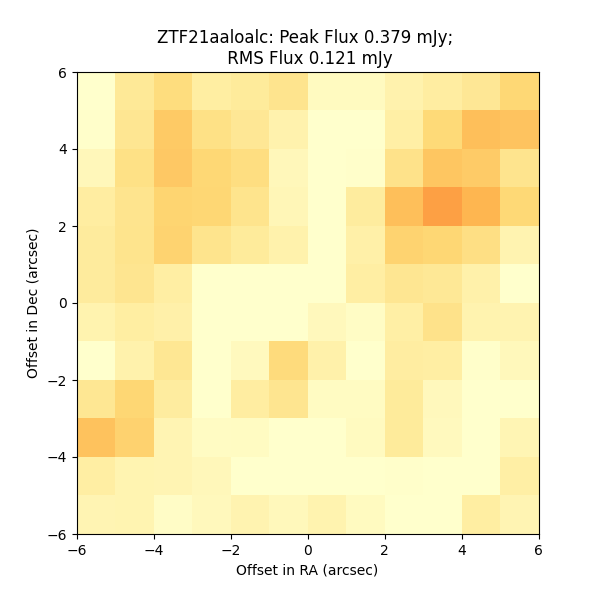 ZTF21aaloalc: Peak Flux 0.379 mJy;
RMS Flux 0.121 mJy
6
4
2
0
−2
−4
−6
Offset in Dec (arcsec)
−6 −4 −2 0 2 4 6
Offset in RA (arcsec)